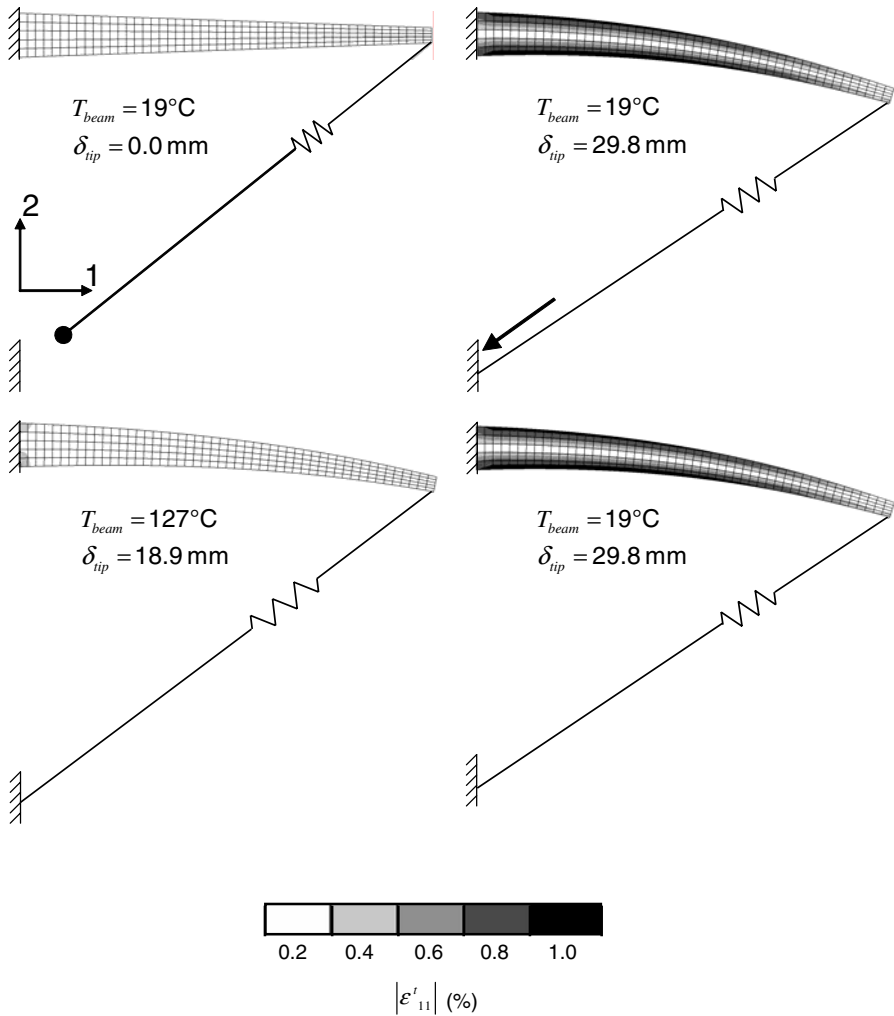 T_beam = 19°C
δ_tip = 0.0 mm
T_beam = 19°C
δ_tip = 29.8 mm
2
1
T_beam = 127°C
δ_tip = 18.9 mm
T_beam = 19°C
δ_tip = 29.8 mm
0.2 0.4 0.6 0.8 1.0
|ε^t_11| (%)